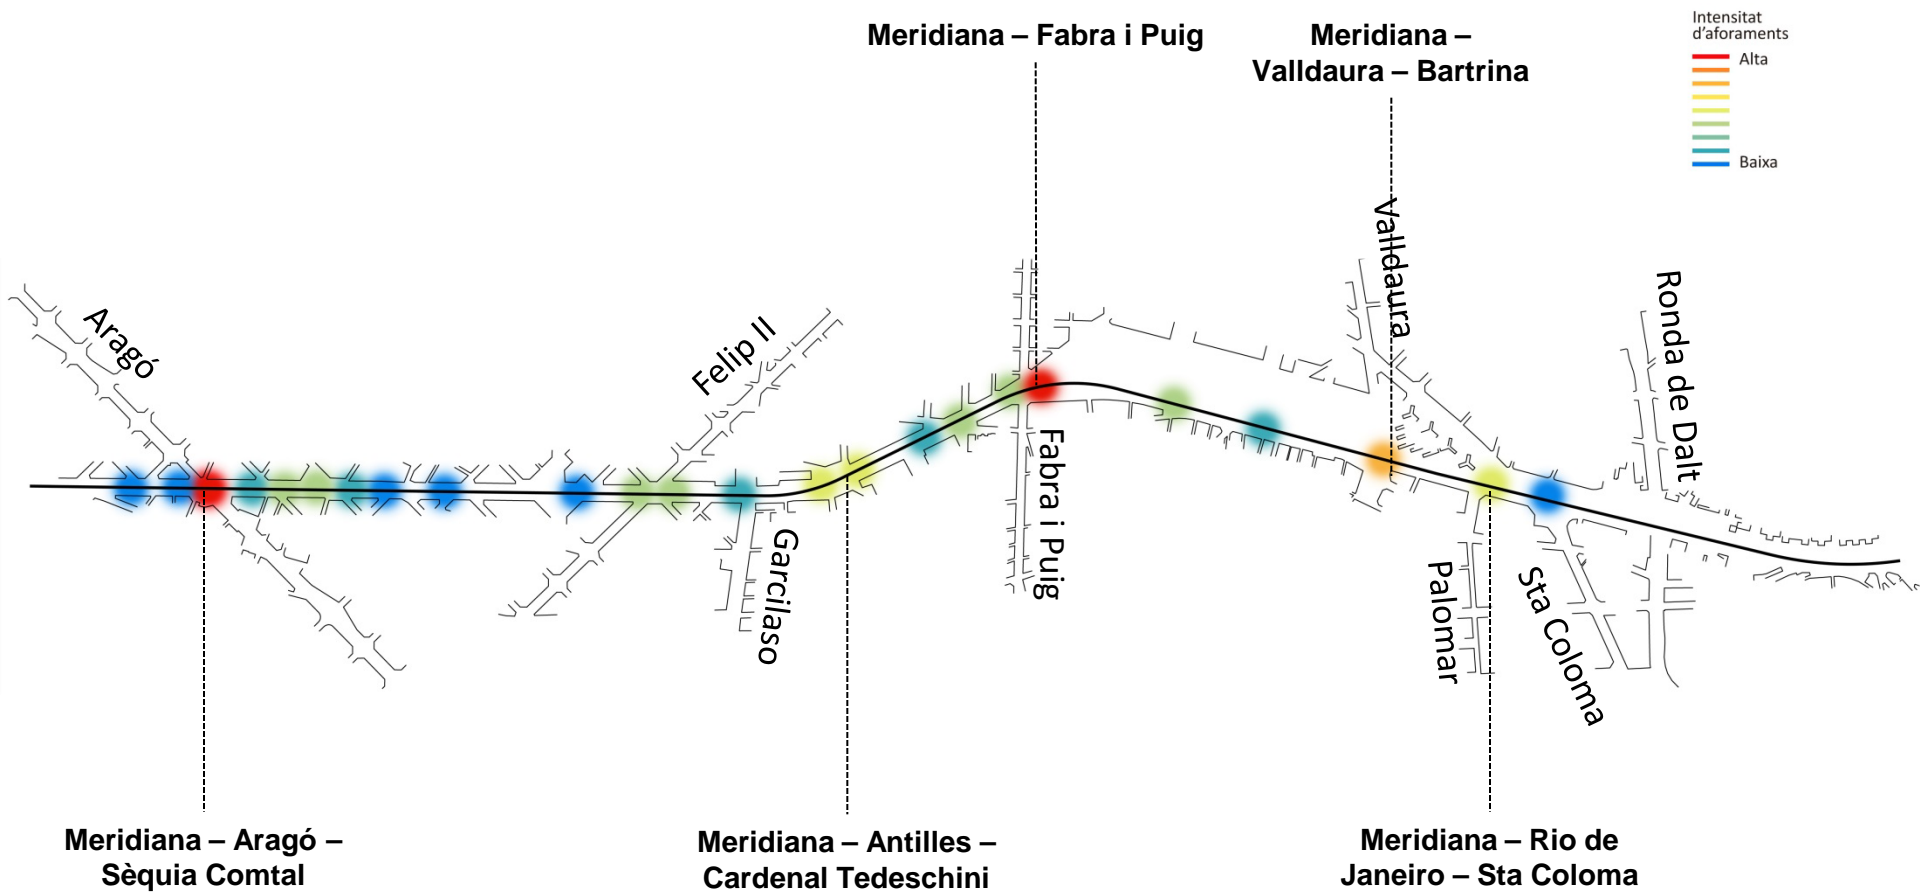 Meridiana – Fabra i Puig
Meridiana –
Valldaura – Bartrina
Intensitat
d'aforaments
Alta
Baixa
Aragó
Felip II
Garcilaso
Fabra i Puig
Valldaura
Ronda de Dalt
Palomar
Sta Coloma
Meridiana – Aragó –
Sèquia Comtal
Meridiana – Antilles –
Cardenal Tedeschini
Meridiana – Rio de
Janeiro – Sta Coloma